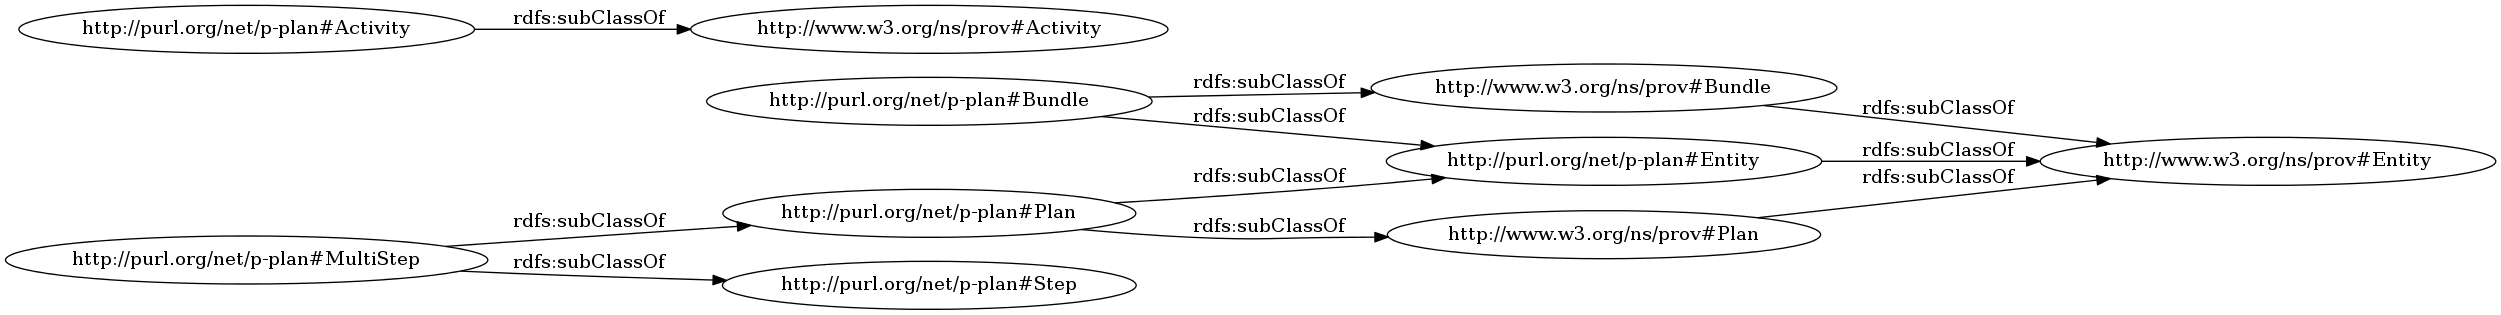 http://purl.org/net/p-plan#Activity
rdfs:subClassOf
http://www.w3.org/ns/prov#Activity
http://purl.org/net/p-plan#Bundle
rdfs:subClassOf
http://www.w3.org/ns/prov#Bundle
rdfs:subClassOf
rdfs:subClassOf
http://purl.org/net/p-plan#Entity
rdfs:subClassOf
http://www.w3.org/ns/prov#Entity
http://purl.org/net/p-plan#Plan
rdfs:subClassOf
rdfs:subClassOf
http://www.w3.org/ns/prov#Plan
rdfs:subClassOf
http://purl.org/net/p-plan#MultiStep
rdfs:subClassOf
rdfs:subClassOf
http://purl.org/net/p-plan#Step